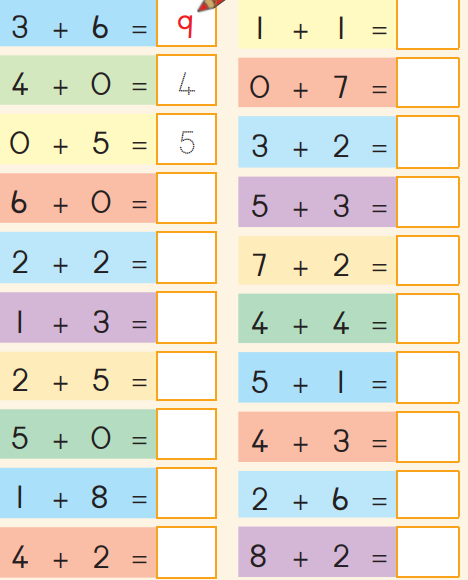 3 + 6 = 9
4 + 0 = 4
0 + 5 = 5
6 + 0 =
2 + 2 =
1 + 3 =
2 + 5 =
5 + 0 =
1 + 8 =
4 + 2 =
1 + 1 =
0 + 7 =
3 + 2 =
5 + 3 =
7 + 2 =
4 + 4 =
5 + 1 =
4 + 3 =
2 + 6 =
8 + 2 =